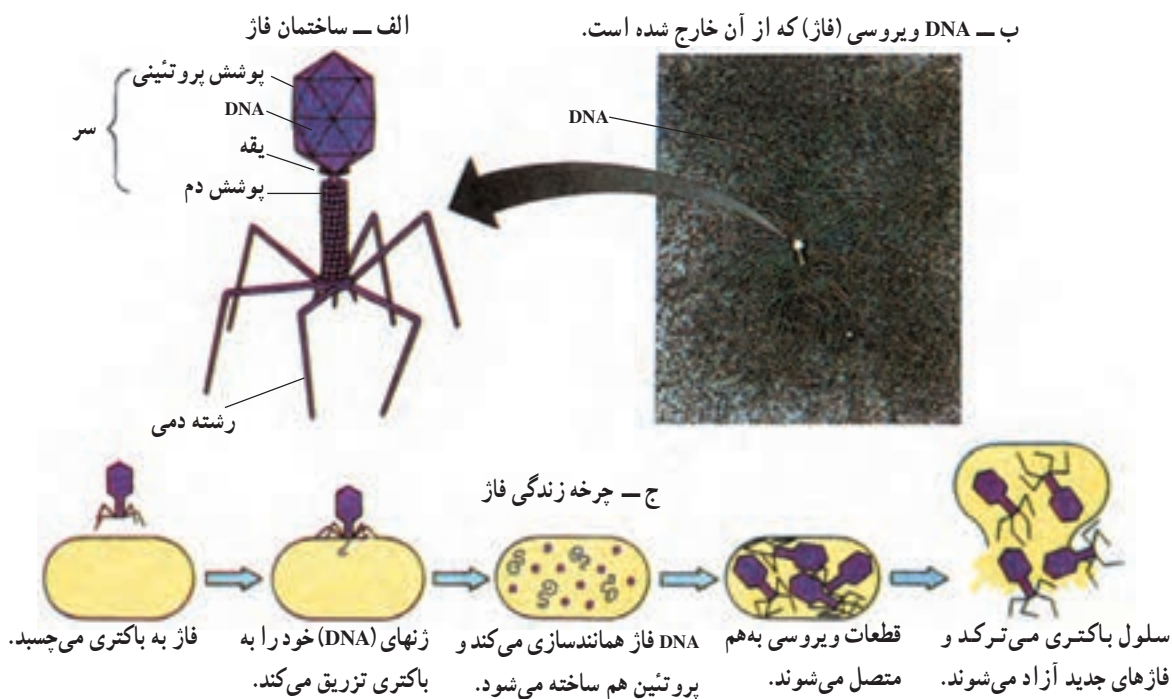 الف ــ ساختمان فاژ
پوشش پروتئینی
DNA
سر
یقه
پوشش دم
رشته دمی
ب ــ DNA ویروسی (فاژ) که از آن خارج شده است.
DNA
ج ــ چرخه زندگی فاژ
فاژ به باکتری می‌چسبد.
ژنهای (DNA) خود را به
باکتری تزریق می‌کند.
DNA فاژ همانندسازی می‌کند و
پروتئین هم ساخته می‌شود.
قطعات ویروسی به‌هم
متصل می‌شوند.
سلول باکتری می‌ترکد و
فاژهای جدید آزاد می‌شوند.